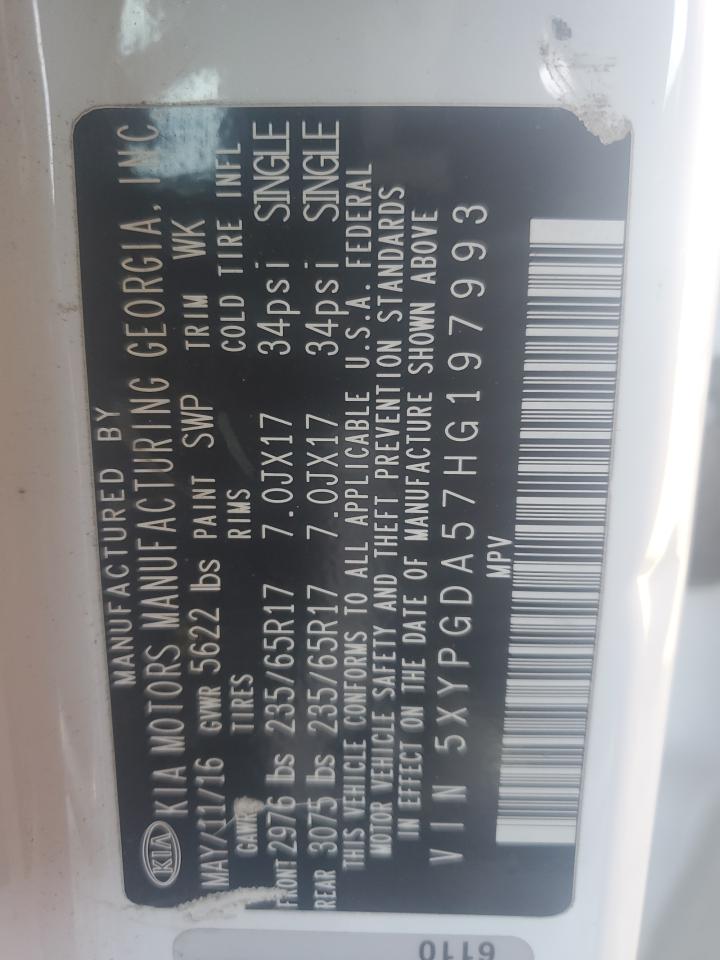 MANUFACTURED BY
KIA KIA MOTORS MANUFACTURING GEORGIA, INC
MAY/11/16 GVWR 5622 lbs PAINT SWP TRIM WK
GAWR TIRES RIMS COLD TIRE INFL
FRONT 2976 lbs 235/65R17 7.0JX17 34psi SINGLE
REAR 3075 lbs 235/65R17 7.0JX17 34psi SINGLE
THIS VEHICLE CONFORMS TO ALL APPLICABLE U.S.A. FEDERAL
MOTOR VEHICLE SAFETY AND THEFT PREVENTION STANDARDS
IN EFFECT ON THE DATE OF MANUFACTURE SHOWN ABOVE
VIN 5XYPGDA57HG197993
MPV
6110